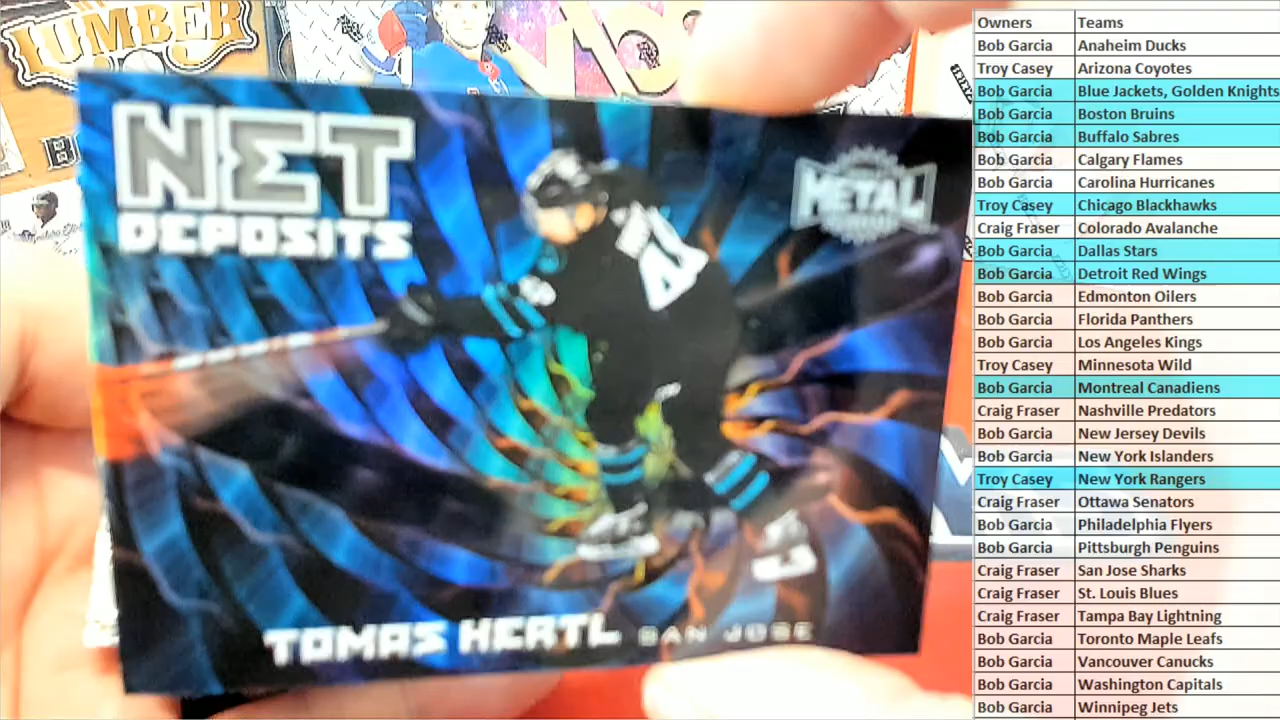 LUMBER
NET
DEPOSITS
METAL
TOMAS HERTL SAN JOSE
Owners Teams
Bob Garcia Anaheim Ducks
Troy Casey Arizona Coyotes
Bob Garcia Blue Jackets, Golden Knights
Bob Garcia Boston Bruins
Bob Garcia Buffalo Sabres
Bob Garcia Calgary Flames
Bob Garcia Carolina Hurricanes
Troy Casey Chicago Blackhawks
Craig Fraser Colorado Avalanche
Bob Garcia Dallas Stars
Bob Garcia Detroit Red Wings
Bob Garcia Edmonton Oilers
Bob Garcia Florida Panthers
Bob Garcia Los Angeles Kings
Troy Casey Minnesota Wild
Bob Garcia Montreal Canadiens
Craig Fraser Nashville Predators
Bob Garcia New Jersey Devils
Bob Garcia New York Islanders
Troy Casey New York Rangers
Craig Fraser Ottawa Senators
Bob Garcia Philadelphia Flyers
Bob Garcia Pittsburgh Penguins
Craig Fraser San Jose Sharks
Craig Fraser St. Louis Blues
Craig Fraser Tampa Bay Lightning
Bob Garcia Toronto Maple Leafs
Bob Garcia Vancouver Canucks
Bob Garcia Washington Capitals
Bob Garcia Winnipeg Jets